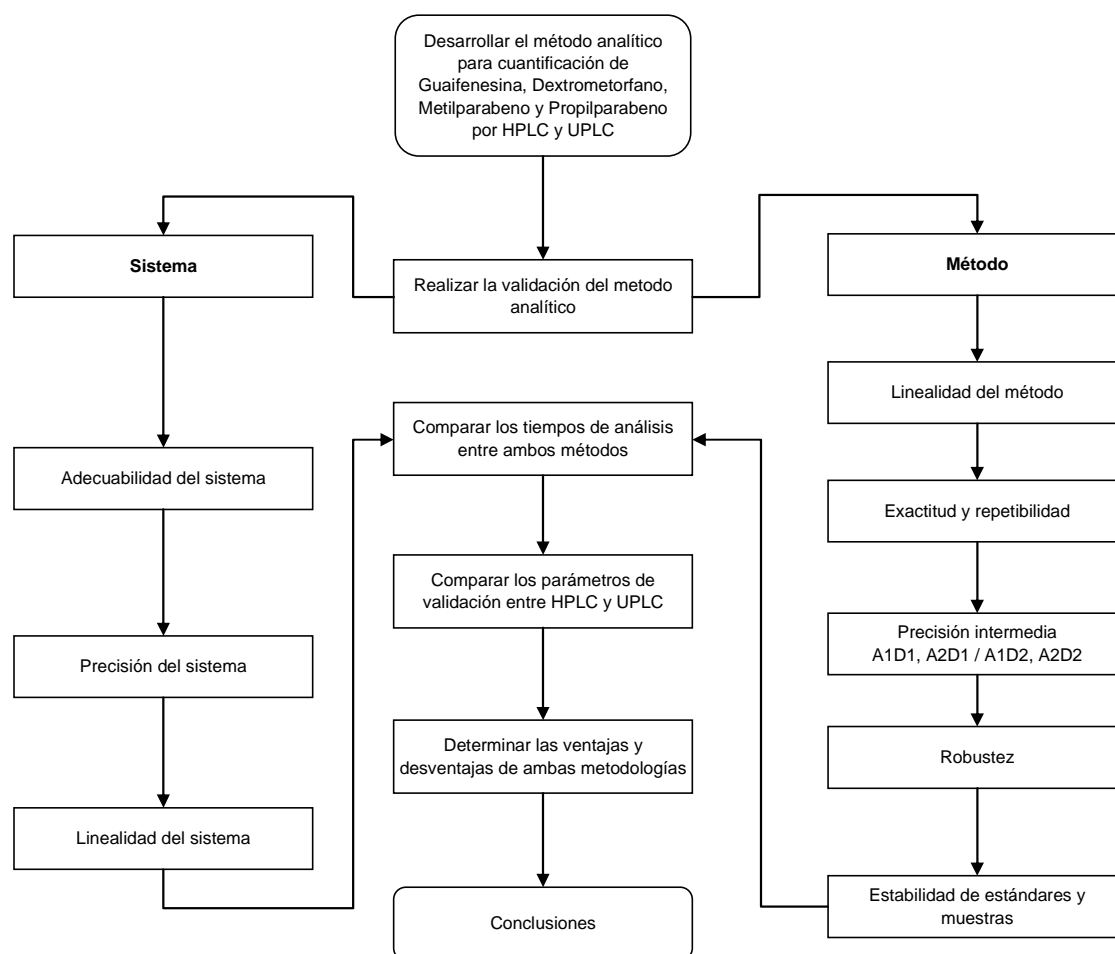 Desarrollar el método analítico
para cuantificación de
Guaifenesina, Dextrometorfano,
Metilparabeno y Propilparabeno
por HPLC y UPLC
Realizar la validación del metodo
analítico
Sistema
Adecuabilidad del sistema
Precisión del sistema
Linealidad del sistema
Método
Linealidad del método
Exactitud y repetibilidad
Precisión intermedia
A1D1, A2D1 / A1D2, A2D2
Robustez
Estabilidad de estándares y
muestras
Comparar los tiempos de análisis
entre ambos métodos
Comparar los parámetros de
validación entre HPLC y UPLC
Determinar las ventajas y
desventajas de ambas metodologías
Conclusiones